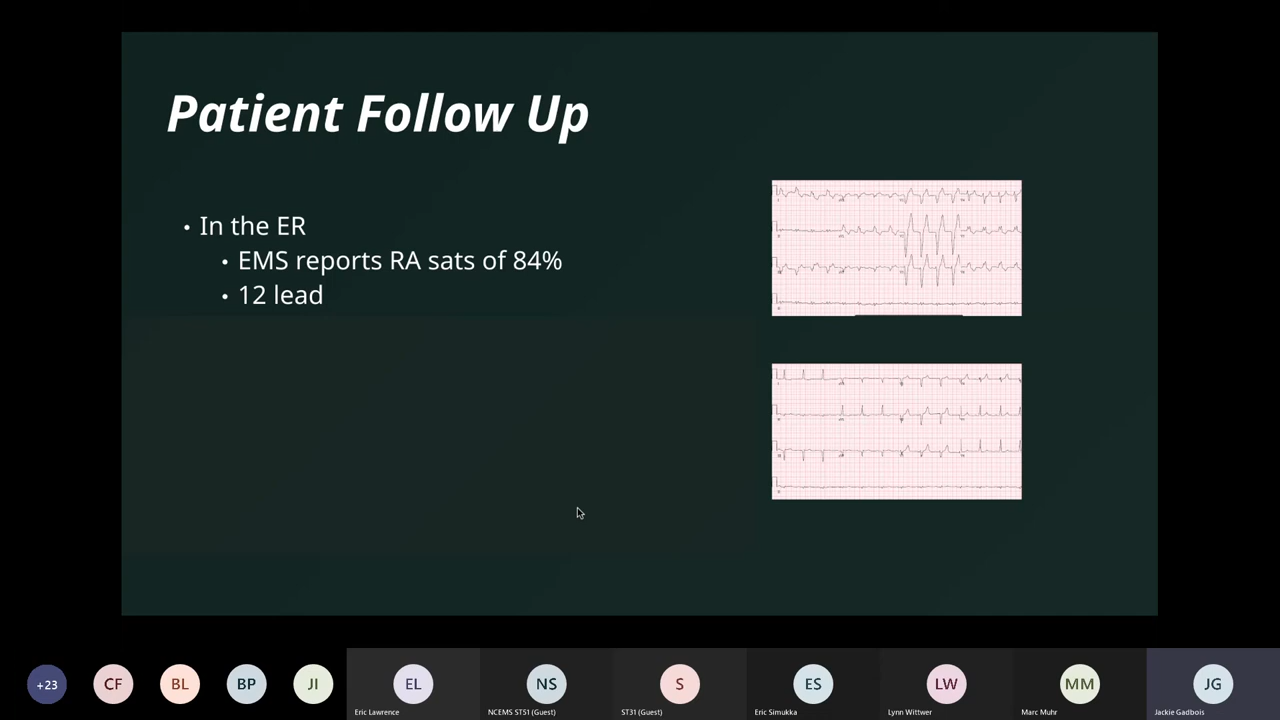 Patient Follow Up
• In the ER
• EMS reports RA sats of 84%
• 12 lead
+23
CF
BL
BP
JI
EL
NS
S
ES
LW
MM
JG
Eric Lawrence
NCEMS ST51 (Guest)
ST31 (Guest)
Eric Simukka
Lynn Wittwer
Marc Muhr
Jackie Gadbois